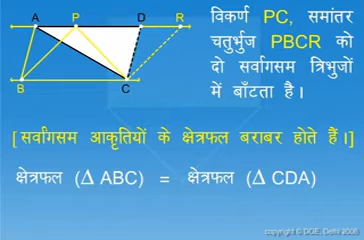 A P D R
विकर्ण PC, समांतर
चतुर्भुज PBCR को
दो सर्वागसम त्रिभुजों
में बाँटता है।
B C
[ सर्वांगसम आकृतियों के क्षेत्रफल बराबर होते हैं।]
क्षेत्रफल (Δ ABC) = क्षेत्रफल (Δ CDA)
copyright © DOE, Delhi 2006